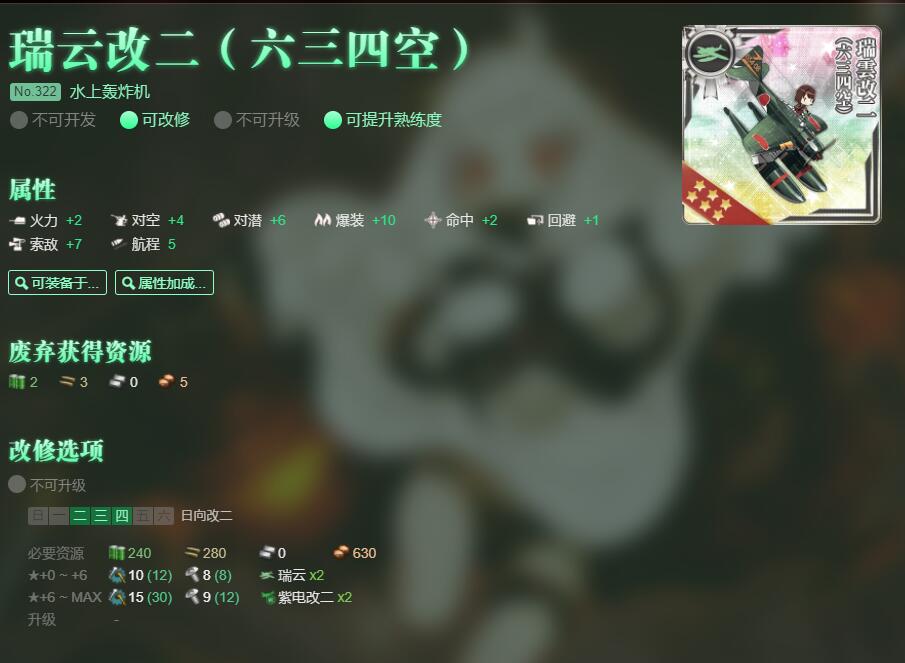 瑞云改二（六三四空）
No.322 水上轰炸机
不可开发 可改修 不可升级 可提升熟练度
瑞雲改二
(六三四空)
属性
火力 +2 对空 +4 对潜 +6 爆装 +10 命中 +2 回避 +1
索敌 +7 航程 5
可装备于... 属性加成...
废弃获得资源
2 3 0 5
改修选项
不可升级
日 一 二 三 四 五 六 日向改二
必要资源 240 280 0 630
★+0 ~ +6 10 (12) 8 (8) 瑞云 x2
★+6 ~ MAX 15 (30) 9 (12) 紫电改二 x2
升级 -